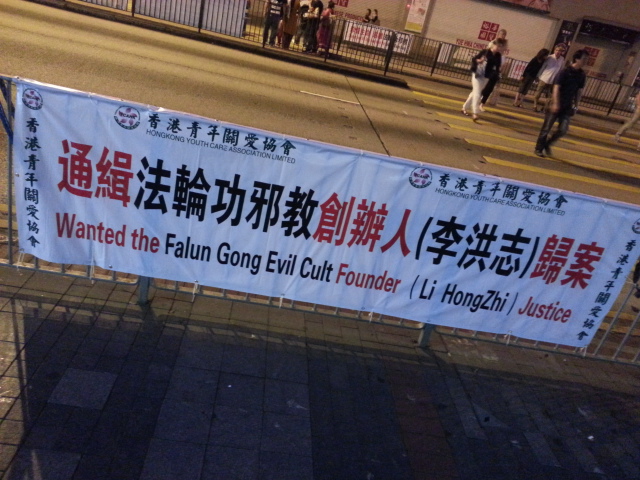 香港青年關愛協會
香港青年關愛協會
HONGKONG YOUTH CARE ASSOCIATION LIMITED
香港青年關愛協會
HONGKONG YOUTH CARE ASSOCIATION LIMITED
通緝法輪功邪教創辦人(李洪志)歸案
Wanted the Falun Gong Evil Cult Founder ( Li HongZhi ) Justice
香港青年關愛協會